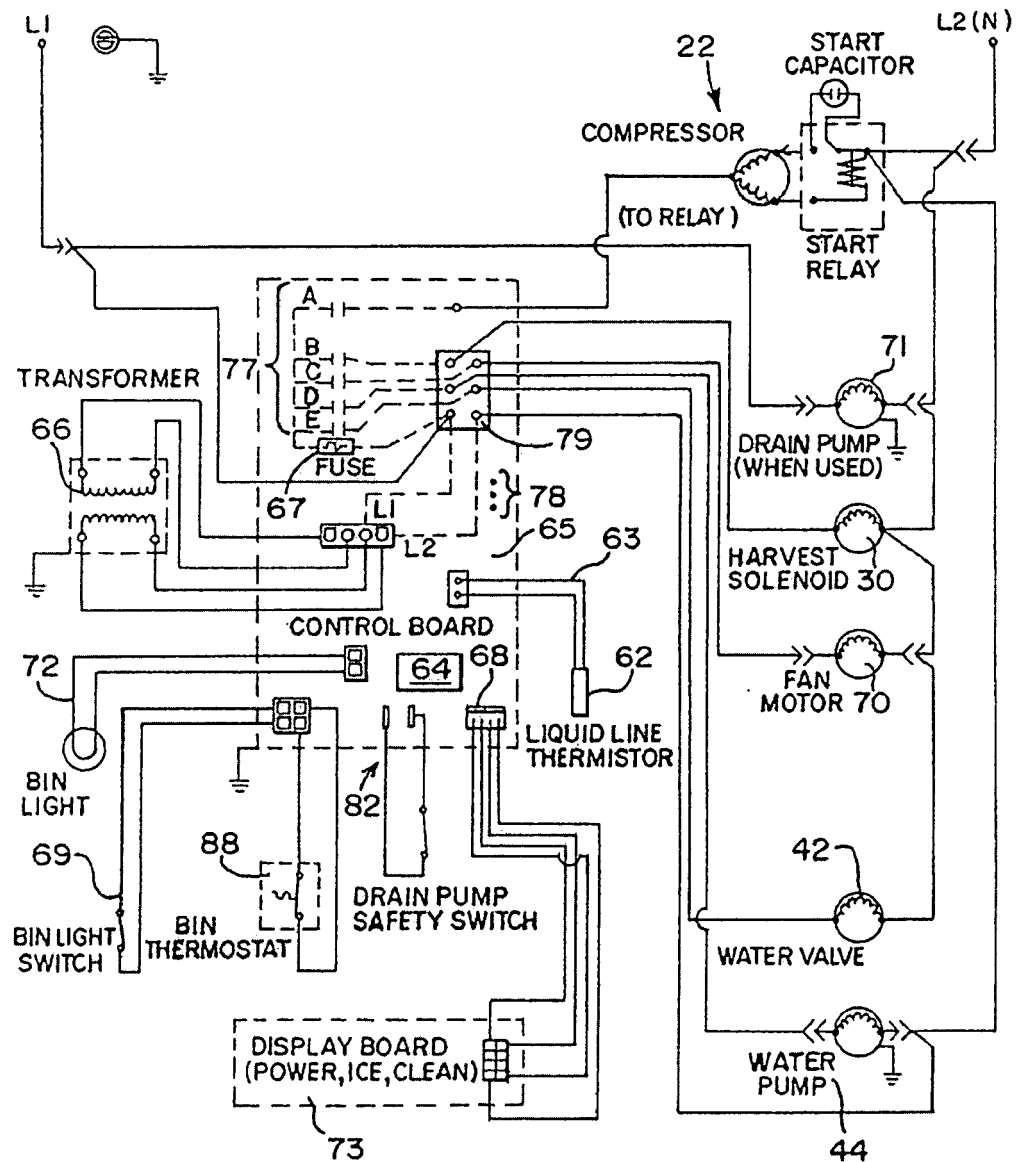 L1
L2 (N)
22
START
CAPACITOR
COMPRESSOR
(TO RELAY)
START
RELAY
A
B
C
D
E
77
TRANSFORMER
66
FUSE
67
79
78
71
DRAIN PUMP
(WHEN USED)
L1
L2
65
63
HARVEST
SOLENOID 30
CONTROL BOARD
72
64
68
62
FAN
MOTOR 70
LIQUID LINE
THERMISTOR
BIN
LIGHT
82
69
88
42
DRAIN PUMP
SAFETY SWITCH
BIN LIGHT
SWITCH
BIN
THERMOSTAT
WATER VALVE
DISPLAY BOARD
(POWER, ICE, CLEAN)
WATER
PUMP
73
44